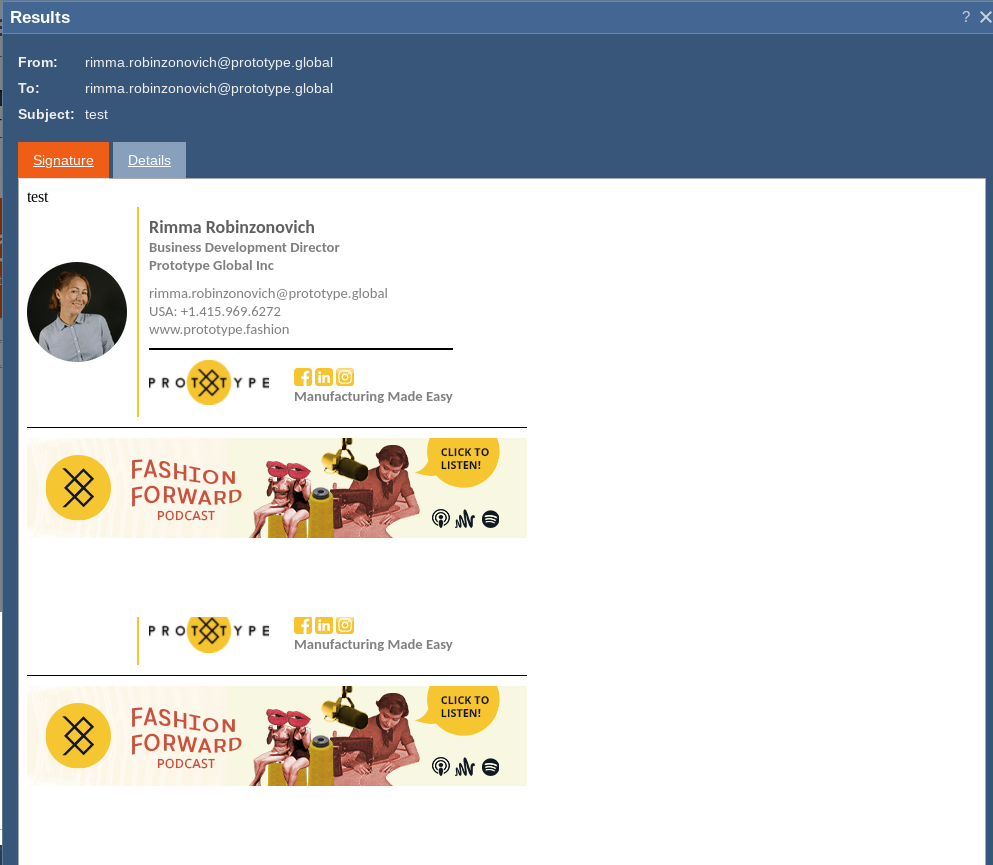 Results ?
From: rimma.robinzonovich@prototype.global
To: rimma.robinzonovich@prototype.global
Subject: test
Signature Details
test
Rimma Robinzonovich
Business Development Director
Prototype Global Inc
rimma.robinzonovich@prototype.global
USA: +1.415.969.6272
www.prototype.fashion
PROTOTYPE
Manufacturing Made Easy
FASHION
FORWARD
PODCAST
CLICK TO
LISTEN!
PROTOTYPE
Manufacturing Made Easy
FASHION
FORWARD
PODCAST
CLICK TO
LISTEN!